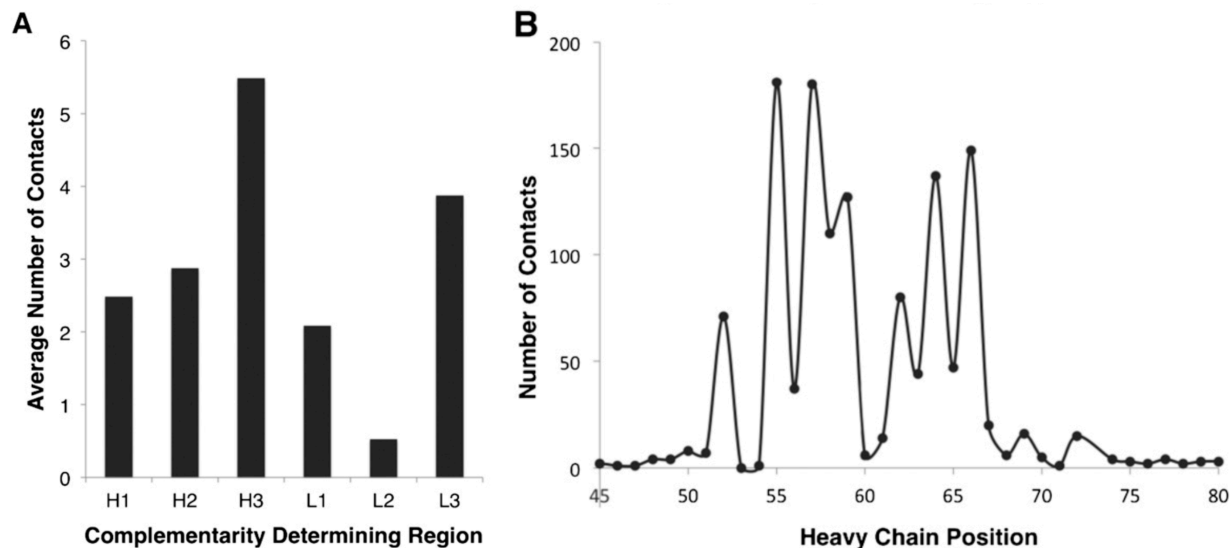 A
Average Number of Contacts
6
5
4
3
2
1
0
H1 H2 H3 L1 L2 L3
Complementarity Determining Region
B
Number of Contacts
200
150
100
50
0
45 50 55 60 65 70 75 80
Heavy Chain Position